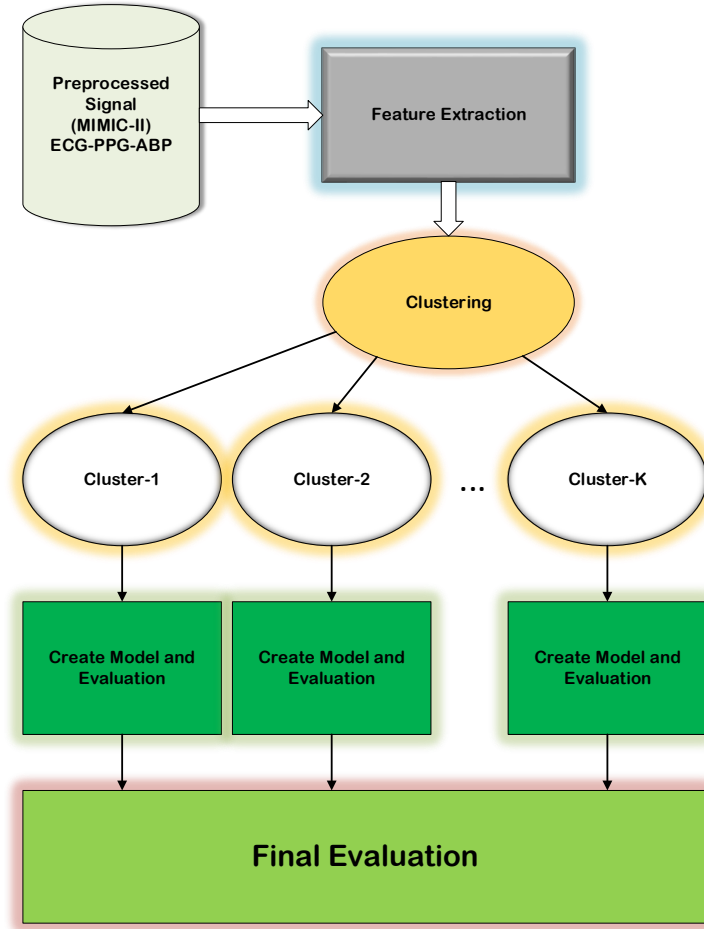 Preprocessed
Signal
(MIMIC-II)
ECG-PPG-ABP
Feature Extraction
Clustering
Cluster-1
Cluster-2
...
Cluster-K
Create Model and
Evaluation
Create Model and
Evaluation
Create Model and
Evaluation
Final Evaluation